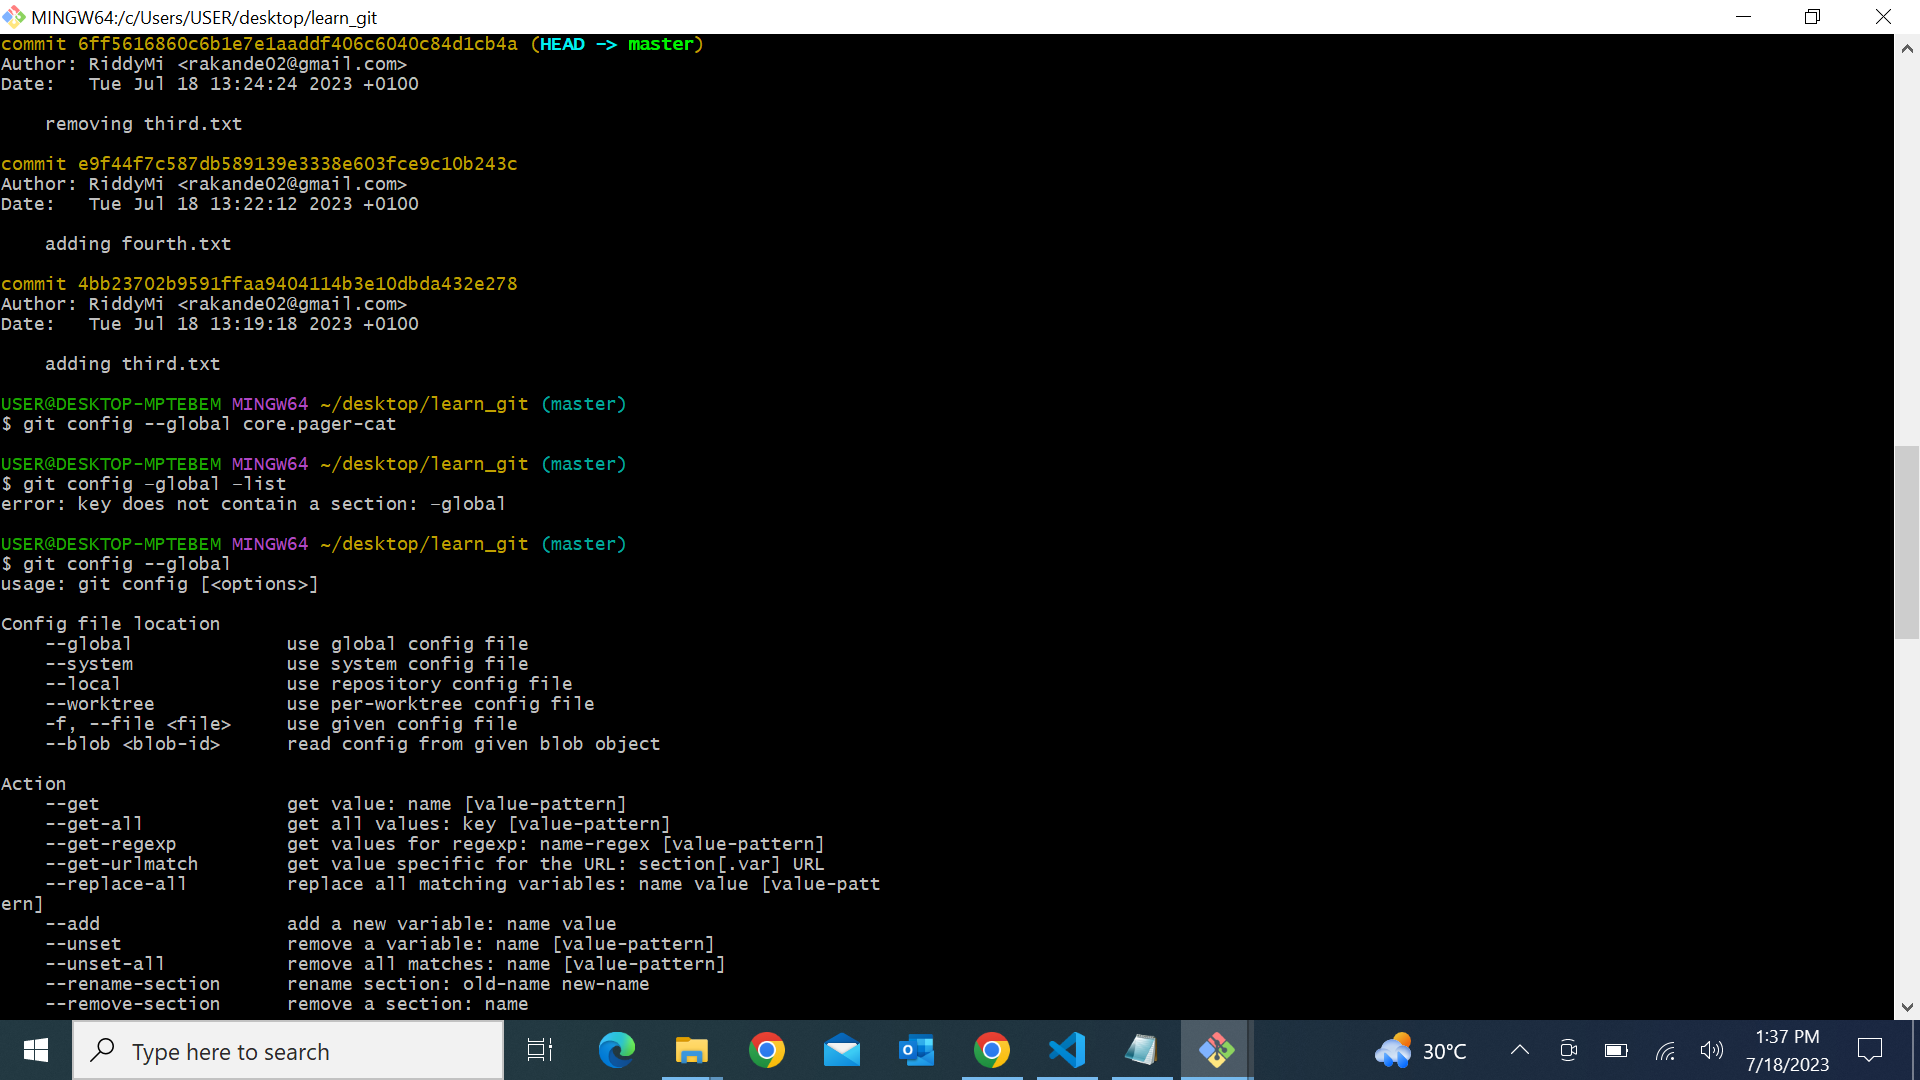 MINGW64:/c/Users/USER/desktop/learn_git
commit 6ff5616860c6b1e7e1aaddf406c6040c84d1cb4a (HEAD -> master)
Author: RiddyMi <rakande02@gmail.com>
Date:   Tue Jul 18 13:24:24 2023 +0100
    removing third.txt
commit e9f44f7c587db589139e3338e603fce9c10b243c
Author: RiddyMi <rakande02@gmail.com>
Date:   Tue Jul 18 13:22:12 2023 +0100
    adding fourth.txt
commit 4bb23702b9591ffaa9404114b3e10dbda432e278
Author: RiddyMi <rakande02@gmail.com>
Date:   Tue Jul 18 13:19:18 2023 +0100
    adding third.txt
USER@DESKTOP-MPTEBEM MINGW64 ~/desktop/learn_git (master)
$ git config --global core.pager-cat
USER@DESKTOP-MPTEBEM MINGW64 ~/desktop/learn_git (master)
$ git config –global –list
error: key does not contain a section: –global
USER@DESKTOP-MPTEBEM MINGW64 ~/desktop/learn_git (master)
$ git config --global
usage: git config [<options>]
Config file location
    --global              use global config file
    --system              use system config file
    --local               use repository config file
    --worktree            use per-worktree config file
    -f, --file <file>     use given config file
    --blob <blob-id>      read config from given blob object
Action
    --get                 get value: name [value-pattern]
    --get-all             get all values: key [value-pattern]
    --get-regexp          get values for regexp: name-regex [value-pattern]
    --get-urlmatch        get value specific for the URL: section[.var] URL
    --replace-all         replace all matching variables: name value [value-patt
ern]
    --add                 add a new variable: name value
    --unset               remove a variable: name [value-pattern]
    --unset-all           remove all matches: name [value-pattern]
    --rename-section      rename section: old-name new-name
    --remove-section      remove a section: name
Type here to search
30°C
1:37 PM
7/18/2023